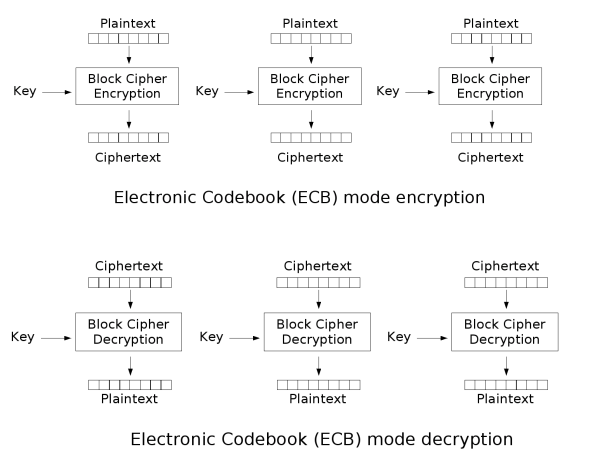 Plaintext Plaintext Plaintext
Key Block Cipher Encryption Key Block Cipher Encryption Key Block Cipher Encryption
Ciphertext Ciphertext Ciphertext
Electronic Codebook (ECB) mode encryption
Ciphertext Ciphertext Ciphertext
Key Block Cipher Decryption Key Block Cipher Decryption Key Block Cipher Decryption
Plaintext Plaintext Plaintext
Electronic Codebook (ECB) mode decryption